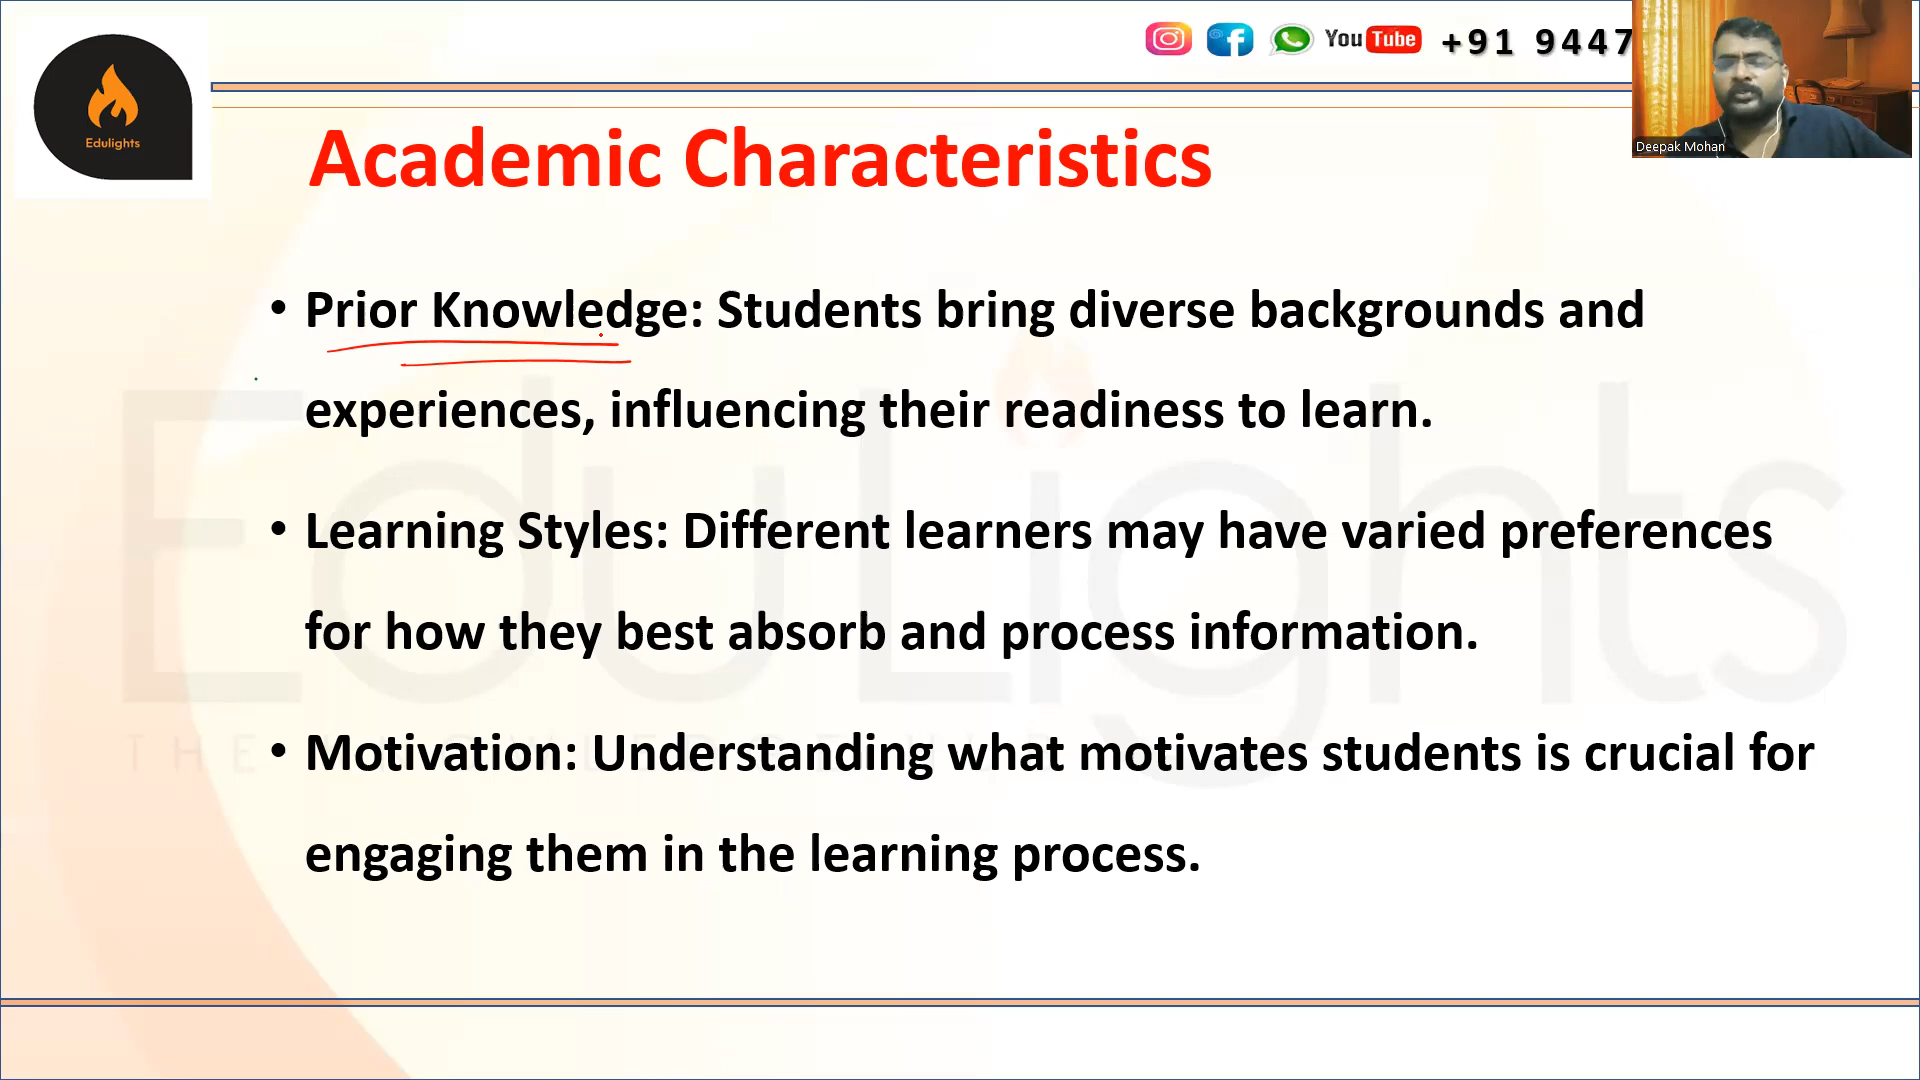 You Tube +91 9447
Edulights
Deepak Mohan
Academic Characteristics
• Prior Knowledge: Students bring diverse backgrounds and
experiences, influencing their readiness to learn.
• Learning Styles: Different learners may have varied preferences
for how they best absorb and process information.
• Motivation: Understanding what motivates students is crucial for
engaging them in the learning process.
EduLights